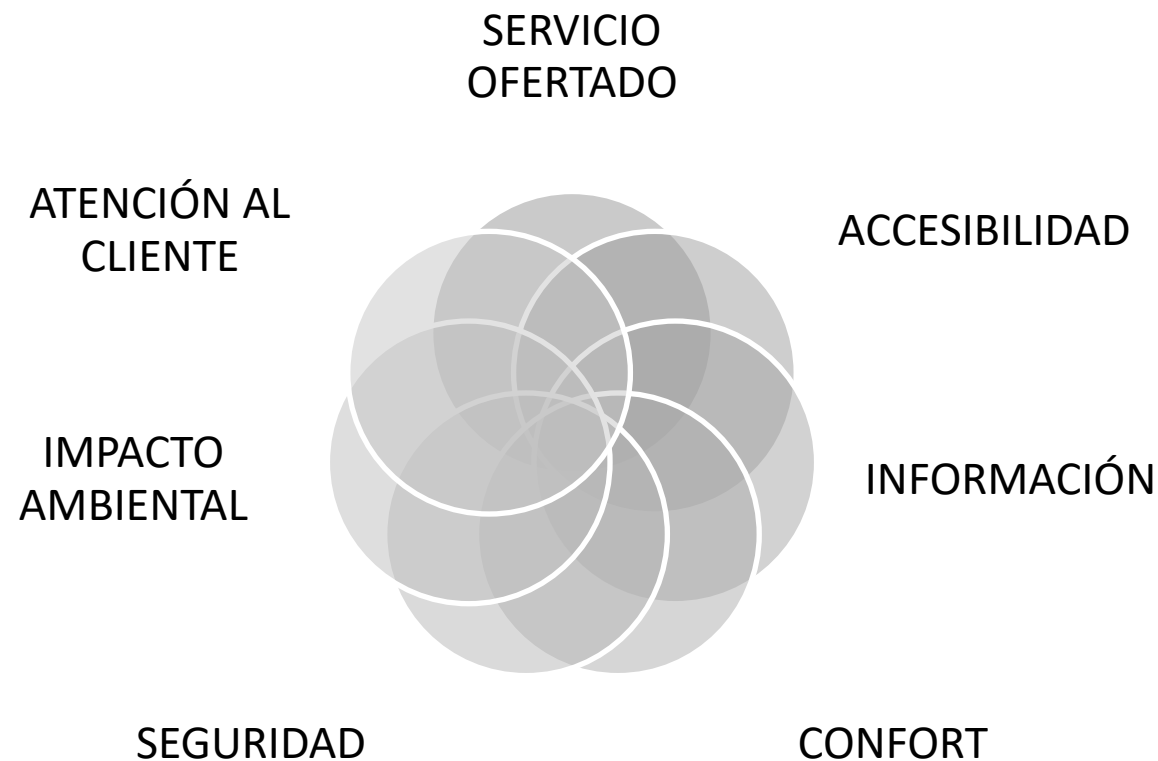 SERVICIO
OFERTADO
ATENCIÓN AL
CLIENTE
ACCESIBILIDAD
IMPACTO
AMBIENTAL
INFORMACIÓN
SEGURIDAD
CONFORT